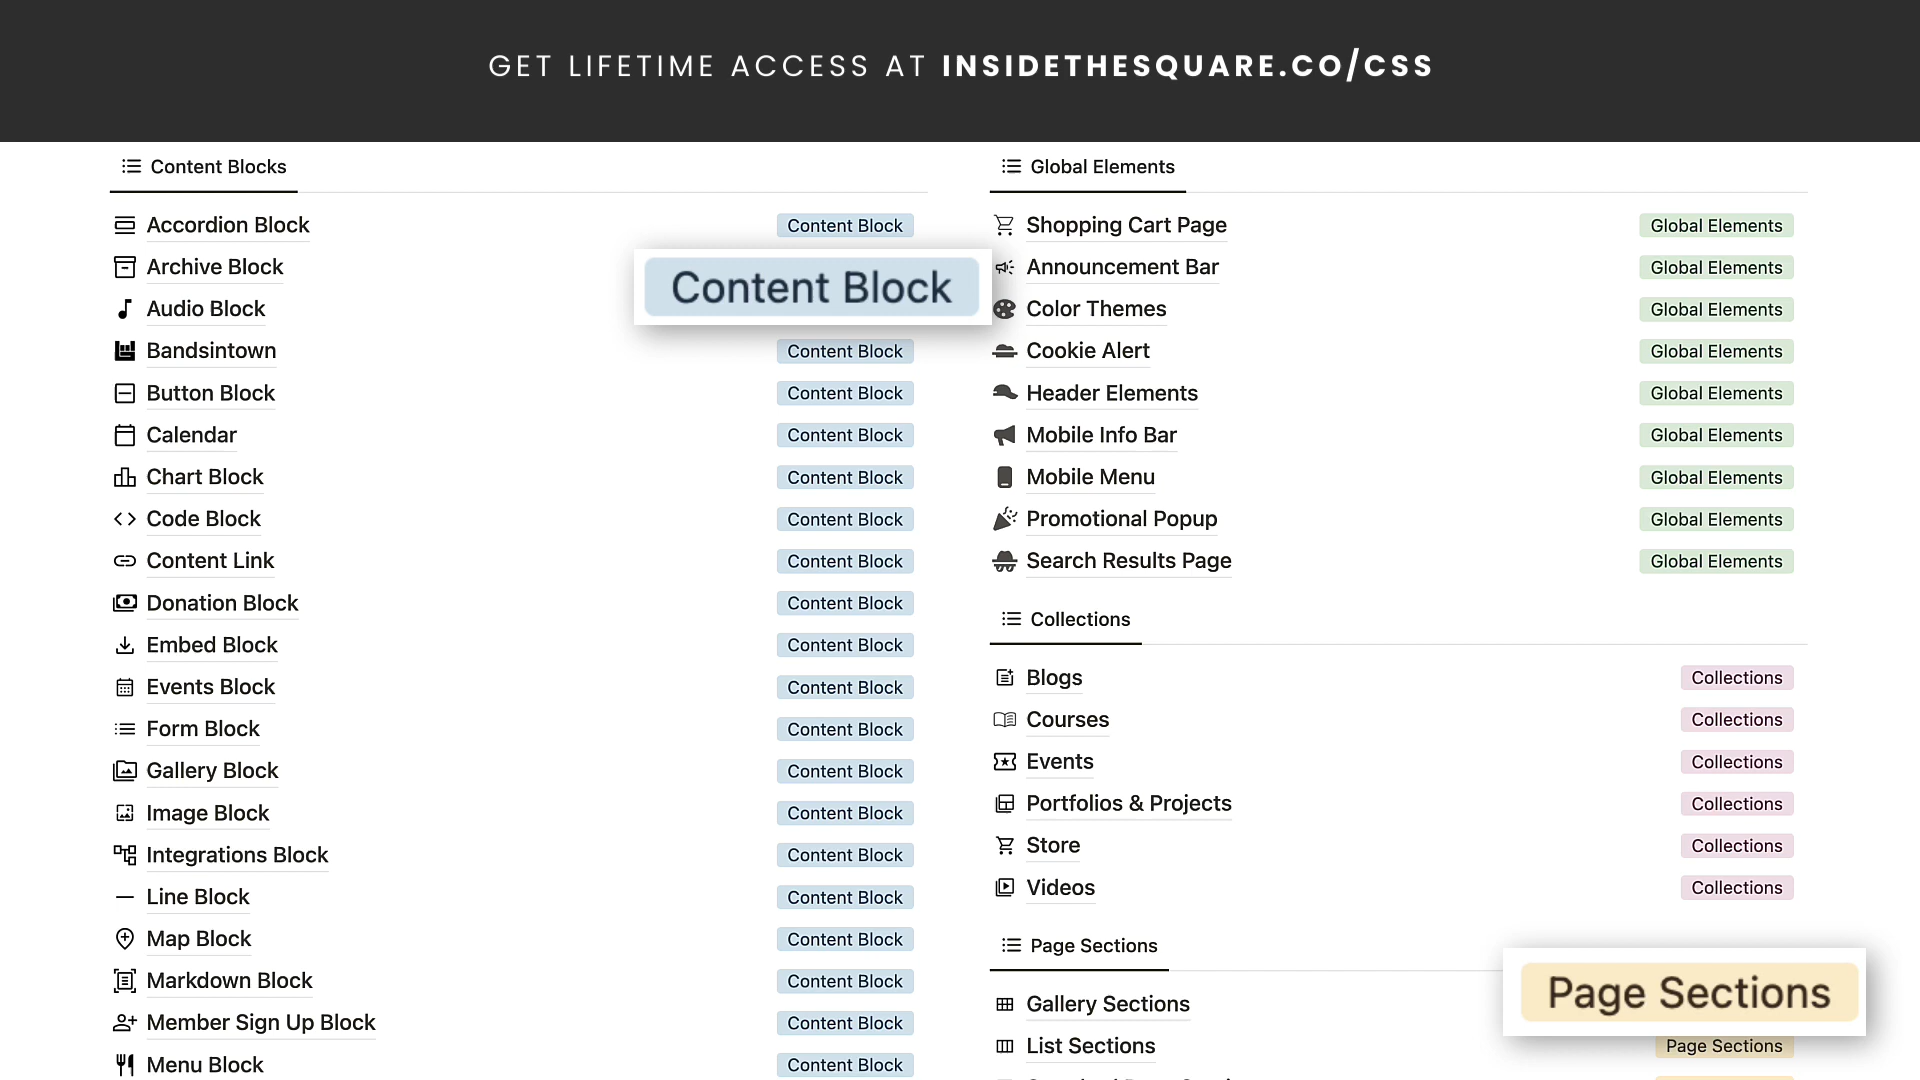 GET LIFETIME ACCESS AT INSIDETHESQUARE.CO/CSS
Content Blocks
Accordion Block Content Block
Archive Block
Content Block
Audio Block
Bandsintown Content Block
Button Block Content Block
Calendar Content Block
Chart Block Content Block
Code Block Content Block
Content Link Content Block
Donation Block Content Block
Embed Block Content Block
Events Block Content Block
Form Block Content Block
Gallery Block Content Block
Image Block Content Block
Integrations Block Content Block
Line Block Content Block
Map Block Content Block
Markdown Block Content Block
Member Sign Up Block Content Block
Menu Block Content Block
Global Elements
Shopping Cart Page Global Elements
Announcement Bar Global Elements
Color Themes Global Elements
Cookie Alert Global Elements
Header Elements Global Elements
Mobile Info Bar Global Elements
Mobile Menu Global Elements
Promotional Popup Global Elements
Search Results Page Global Elements
Collections
Blogs Collections
Courses Collections
Events Collections
Portfolios & Projects Collections
Store Collections
Videos Collections
Page Sections
Gallery Sections Page Sections
List Sections Page Sections